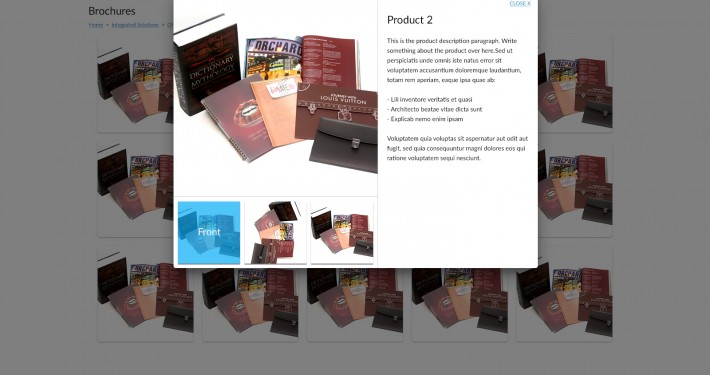 Brochures
CLOSE X
Home
Integrated Solutions
Product 2
This is the product description paragraph. Write
something about the product over here.Sed ut
perspiciatis unde omnis iste natus error sit
voluptatem accusantium doloremque laudantium,
totam rem aperiam, eaque ipsa quae ab:
- Lili inventore veritatis et quasi
- Architecto beatae vitae dicta sunt
- Explicab nemo enim ipsam
Voluptatem quia voluptas sit aspernatur aut odit aut
fugit, sed quia consequuntur magni dolores eos qui
ratione voluptatem sequi nesciunt.
DICTIONARY
MYTHOLOGY
ORCHARD
LOUIS VUITTON
Front